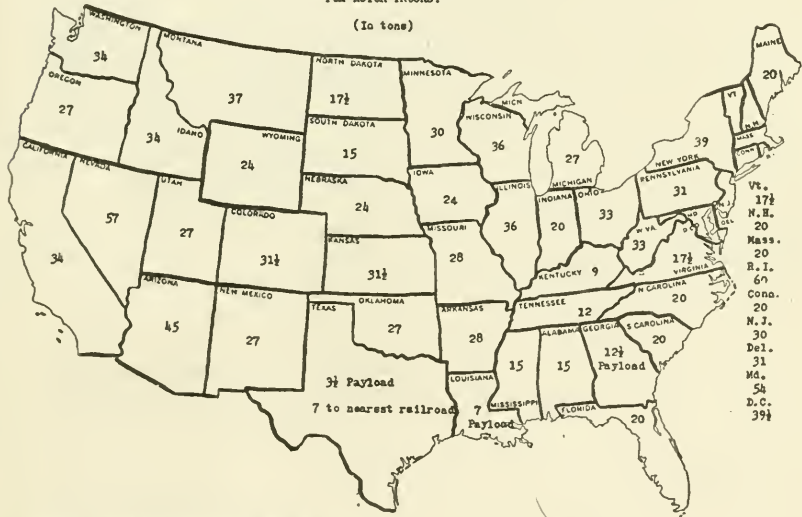 (In tons)
WASHINGTON
34
OREGON
27
CALIFORNIA
34
NEVADA
57
IDAHO
34
MONTANA
37
WYOMING
24
UTAH
27
COLORADO
31½
ARIZONA
45
NEW MEXICO
27
NORTH DAKOTA
17½
SOUTH DAKOTA
15
NEBRASKA
24
KANSAS
31½
OKLAHOMA
27
TEXAS
3½ Payload
7 to nearest railroad
MINNESOTA
30
IOWA
24
MISSOURI
28
ARKANSAS
28
LOUISIANA
7
Payload
WISCONSIN
36
MICH
27
MICHIGAN
ILLINOIS
36
INDIANA
20
OHIO
33
KENTUCKY 9
TENNESSEE
12
MISSISSIPPI
15
ALABAMA
15
GEORGIA
12½
Payload
FLORIDA
20
S CAROLINA
20
N CAROLINA
20
VIRGINIA
17½
W VA
33
PENNSYLVANIA
31
NEW YORK
39
MAINE
20
VT
N.H.
MASS
CONN
R.
N.J.
DEL
MD
D C
Vt.
17½
N.H.
20
Mass.
20
R.I.
60
Conn.
20
N.J.
30
Del.
31
Md.
54
D.C.
39½